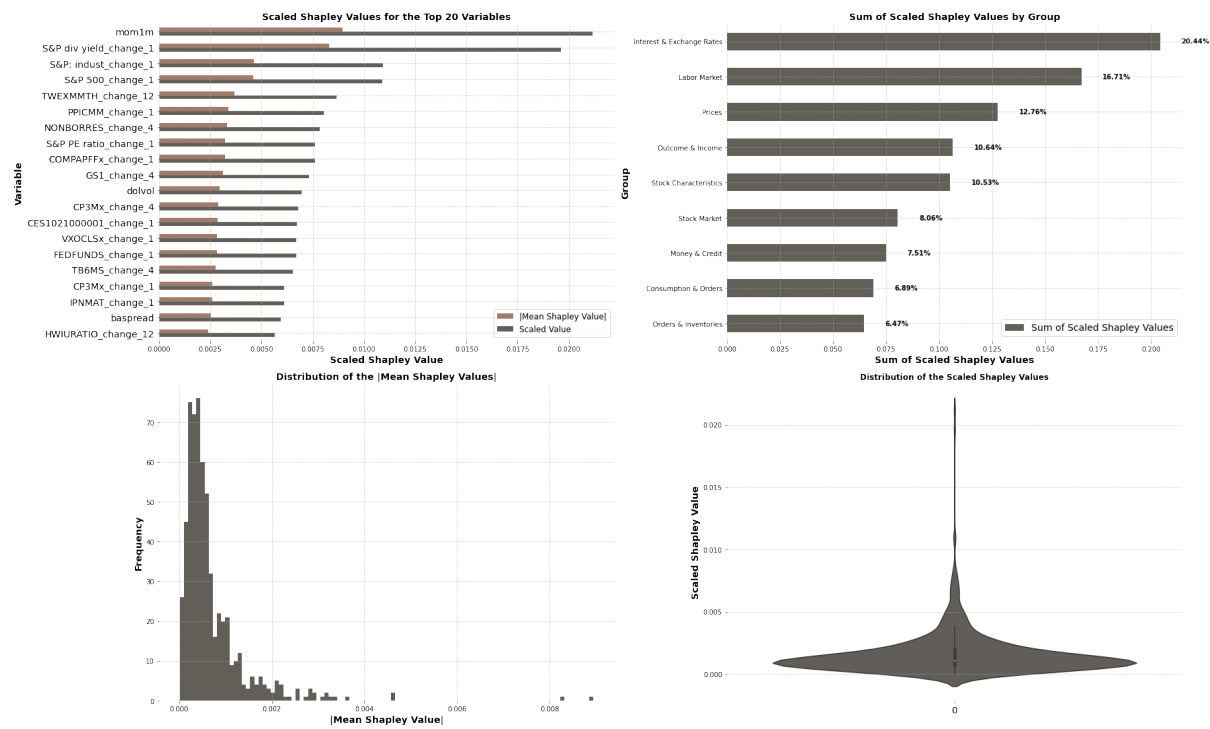 Scaled Shapley Values for the Top 20 Variables
Variable
mom1m
S&P div yield_change_1
S&P: indust_change_1
S&P 500_change_1
TWEXMMTH_change_12
PPICMM_change_1
NONBORRES_change_4
S&P PE ratio_change_1
COMPAPFFx_change_1
GS1_change_4
dolvol
CP3Mx_change_4
CES1021000001_change_1
VXOCLSx_change_1
FEDFUNDS_change_1
TB6MS_change_4
CP3Mx_change_1
IPNMAT_change_1
baspread
HWIURATIO_change_12
|Mean Shapley Value|
Scaled Value
0.0000 0.0025 0.0050 0.0075 0.0100 0.0125 0.0150 0.0175 0.0200
Scaled Shapley Value
Sum of Scaled Shapley Values by Group
Group
Interest & Exchange Rates 20.44%
Labor Market 16.71%
Prices 12.76%
Outcome & Income 10.64%
Stock Characteristics 10.53%
Stock Market 8.06%
Money & Credit 7.51%
Consumption & Orders 6.89%
Orders & Inventories 6.47%
Sum of Scaled Shapley Values
0.000 0.025 0.050 0.075 0.100 0.125 0.150 0.175 0.200
Sum of Scaled Shapley Values
Distribution of the |Mean Shapley Values|
Frequency
70
60
50
40
30
20
10
0
0.000 0.002 0.004 0.006 0.008
|Mean Shapley Value|
Distribution of the Scaled Shapley Values
Scaled Shapley Value
0.020
0.015
0.010
0.005
0.000
0